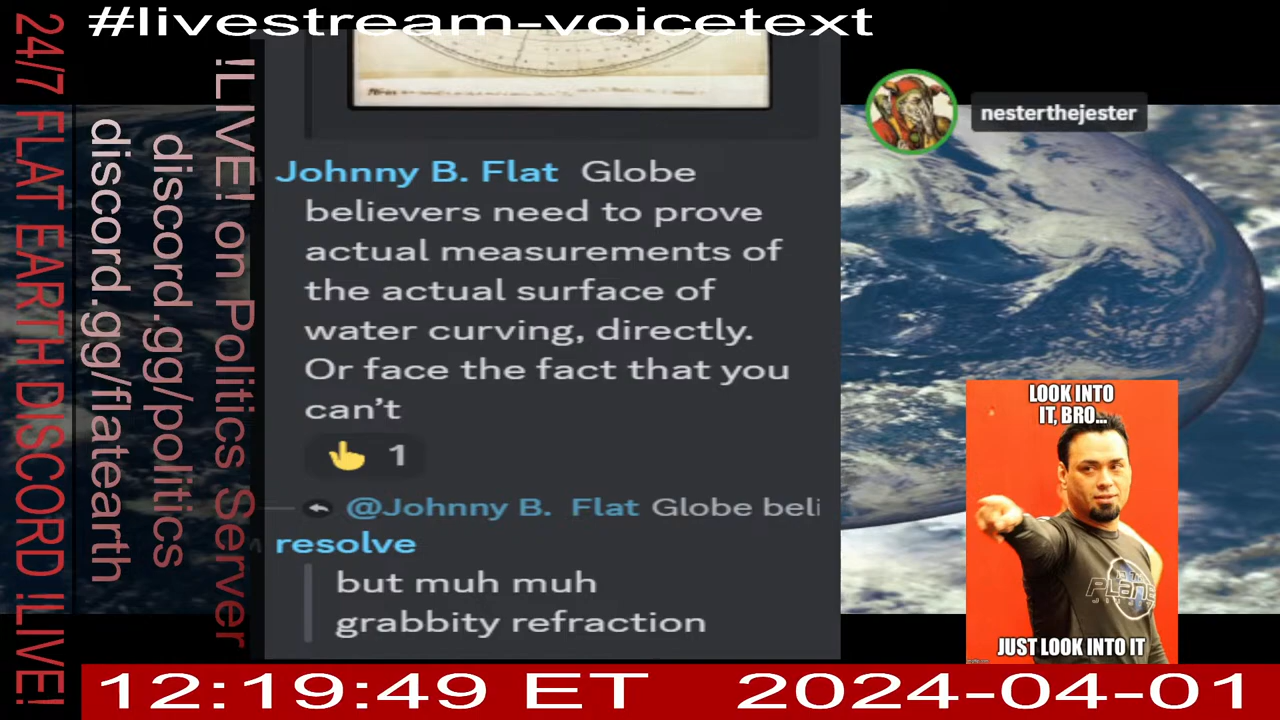 #livestream-voicetext
24/7 FLAT EARTH DISCORD !LIVE!
discord.gg/flatearth
discord.gg/politics
!LIVE! on Politics Server
nesterthejester
Johnny B. Flat Globe
believers need to prove
actual measurements of
the actual surface of
water curving, directly.
Or face the fact that you
can't
1
@Johnny B. Flat Globe beli
resolve
but muh muh
grabbity refraction
LOOK INTO
IT, BRO...
JUST LOOK INTO IT
12:19:49 ET 2024-04-01